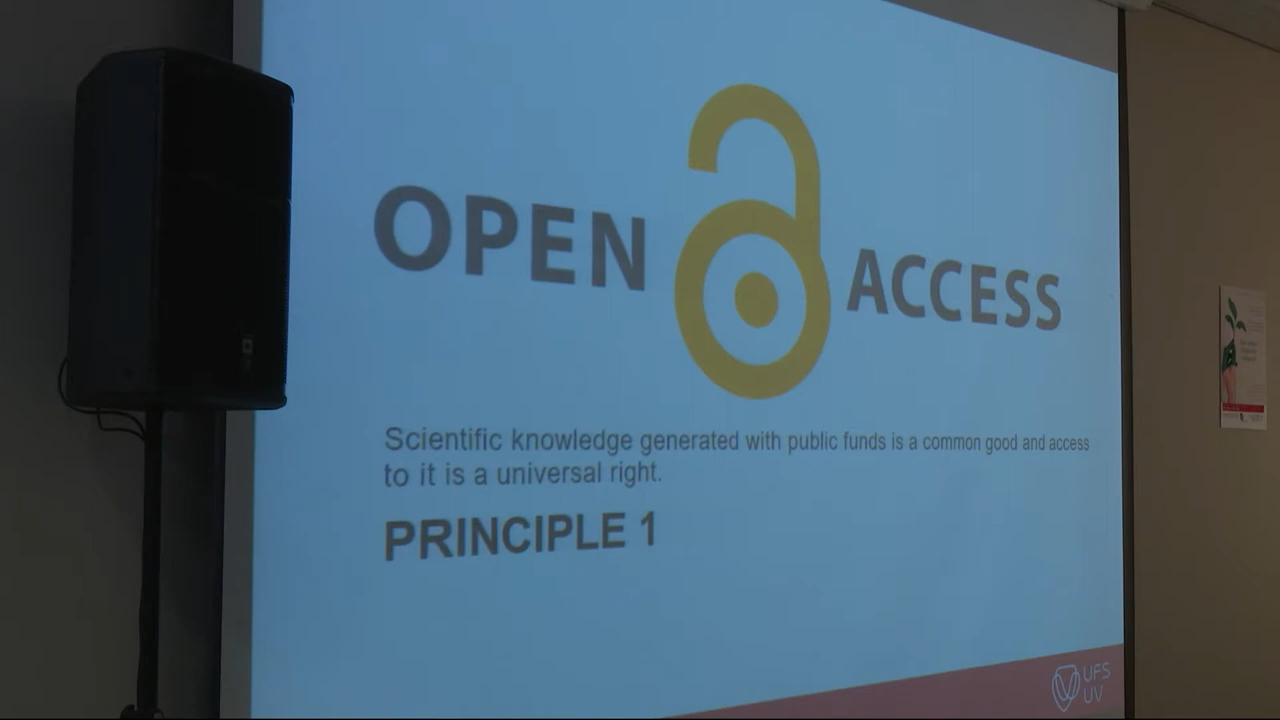 OPEN ACCESS
Scientific knowledge generated with public funds is a common good and access
to it is a universal right.
PRINCIPLE 1
UFS
UV